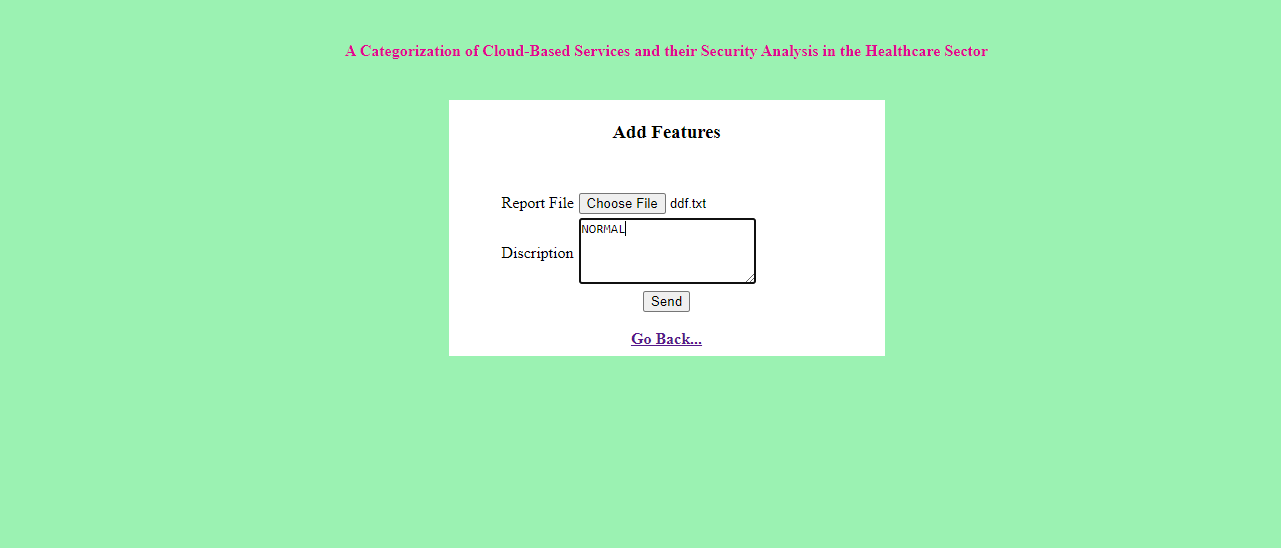 A Categorization of Cloud-Based Services and their Security Analysis in the Healthcare Sector
Add Features
Report File Choose File ddf.txt
Discription NORMAL
Send
Go Back...